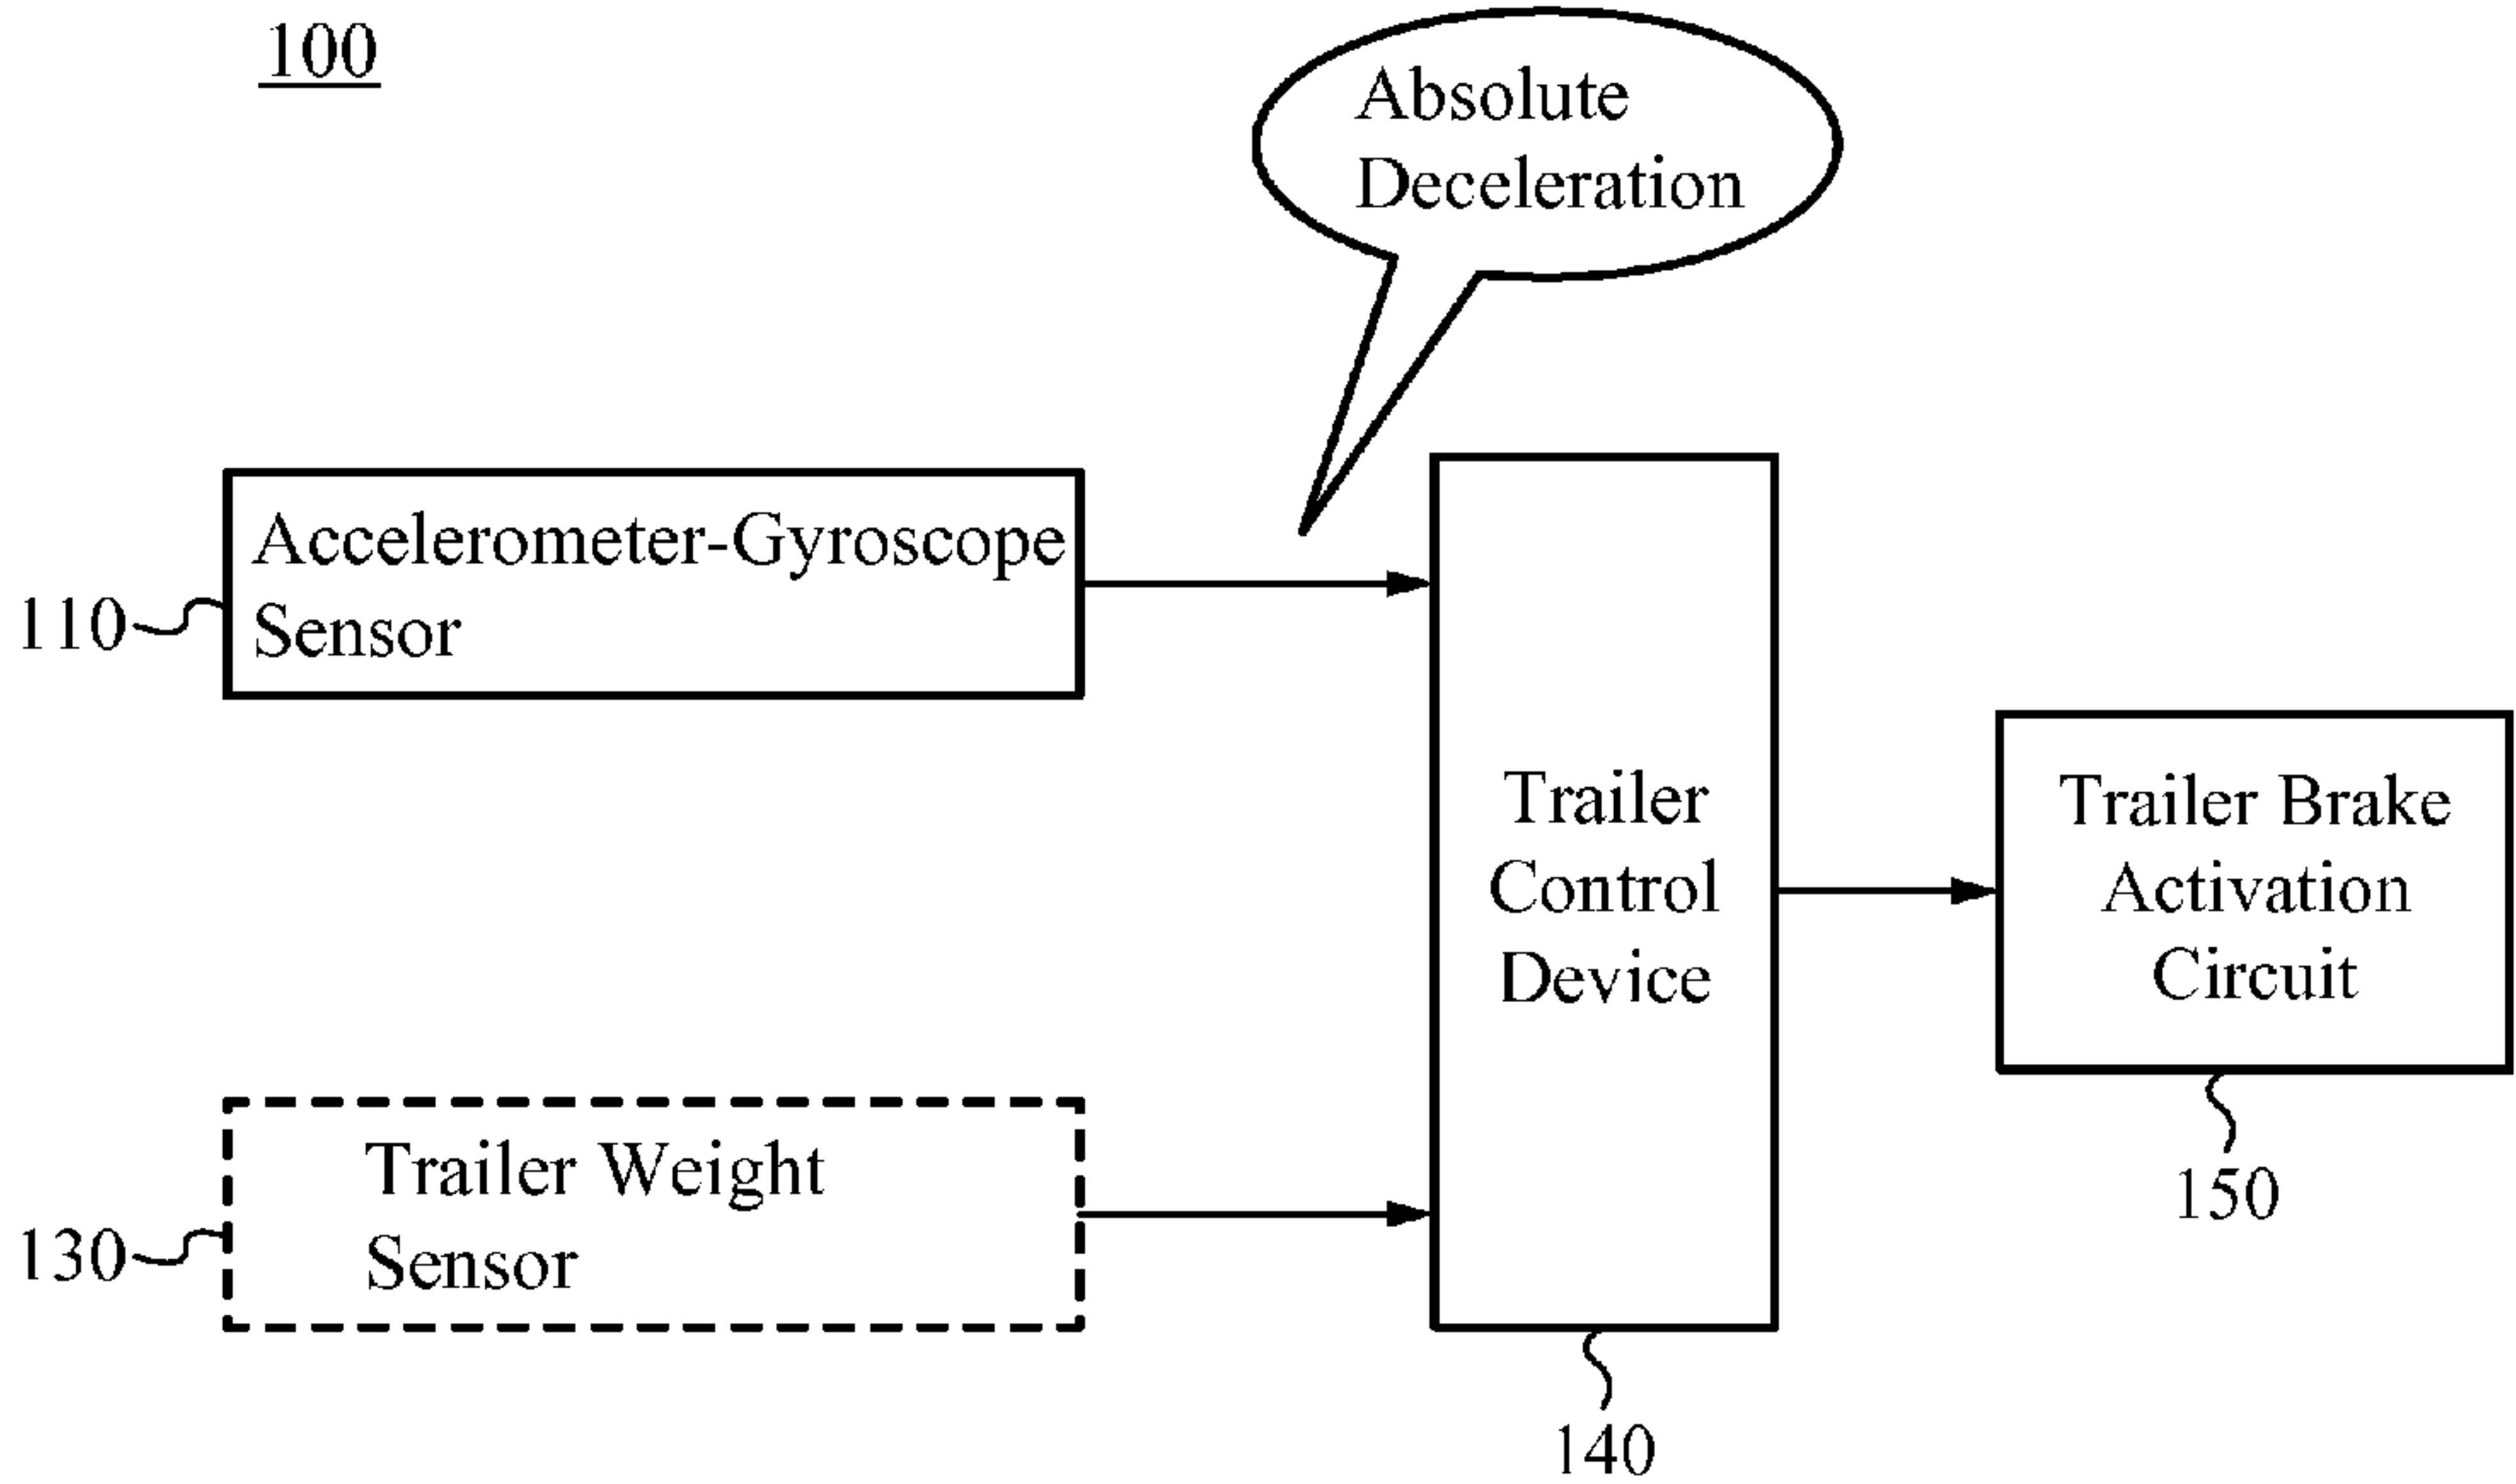 100
Absolute
Deceleration
Accelerometer-Gyroscope
Sensor
110
Trailer
Control
Device
Trailer Brake
Activation
Circuit
Trailer Weight
Sensor
130
150
140